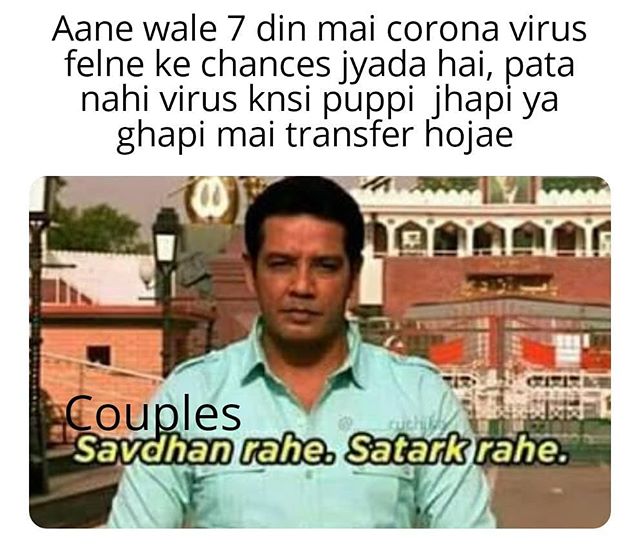 Aane wale 7 din mai corona virus
felne ke chances jyada hai, pata
nahi virus knsi puppi  jhapi ya
ghapi mai transfer hojae
Couples
Savdhan rahe. Satark rahe.